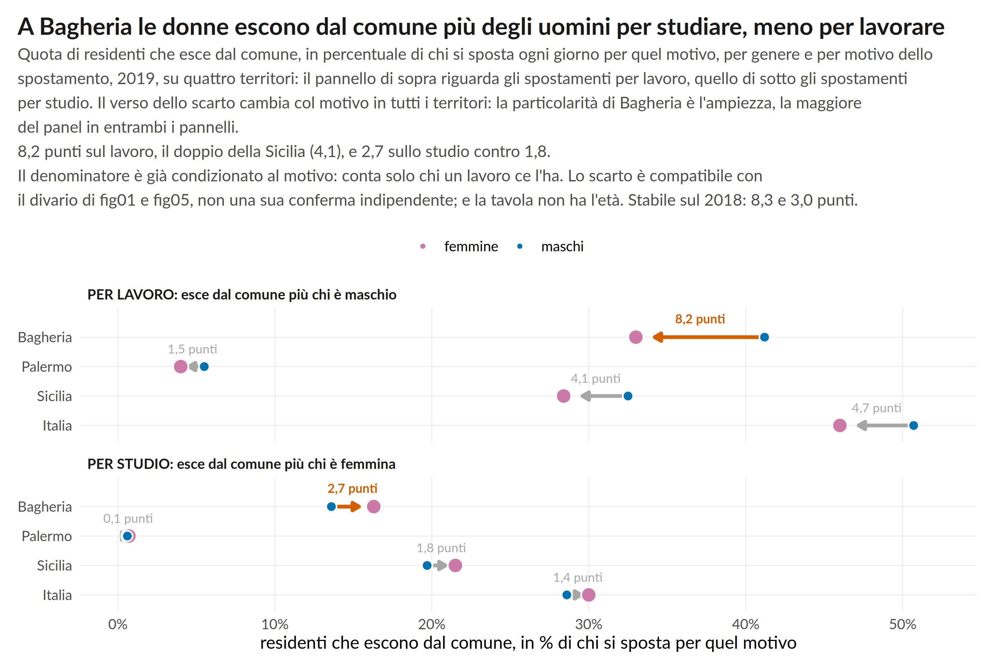 A Bagheria le donne escono dal comune più degli uomini per studiare, meno per lavorare
Quota di residenti che esce dal comune, in percentuale di chi si sposta ogni giorno per quel motivo, per genere e per motivo dello
spostamento, 2019, su quattro territori: il pannello di sopra riguarda gli spostamenti per lavoro, quello di sotto gli spostamenti
per studio. Il verso dello scarto cambia col motivo in tutti i territori: la particolarità di Bagheria è l'ampiezza, la maggiore
del panel in entrambi i pannelli.
8,2 punti sul lavoro, il doppio della Sicilia (4,1), e 2,7 sullo studio contro 1,8.
Il denominatore è già condizionato al motivo: conta solo chi un lavoro ce l'ha. Lo scarto è compatibile con
il divario di fig01 e fig05, non una sua conferma indipendente; e la tavola non ha l'età. Stabile sul 2018: 8,3 e 3,0 punti.
femmine maschi
PER LAVORO: esce dal comune più chi è maschio
8,2 punti
Bagheria
1,5 punti
Palermo
4,1 punti
Sicilia
4,7 punti
Italia
PER STUDIO: esce dal comune più chi è femmina
2,7 punti
Bagheria
0,1 punti
Palermo
1,8 punti
Sicilia
1,4 punti
Italia
0% 10% 20% 30% 40% 50%
residenti che escono dal comune, in % di chi si sposta per quel motivo